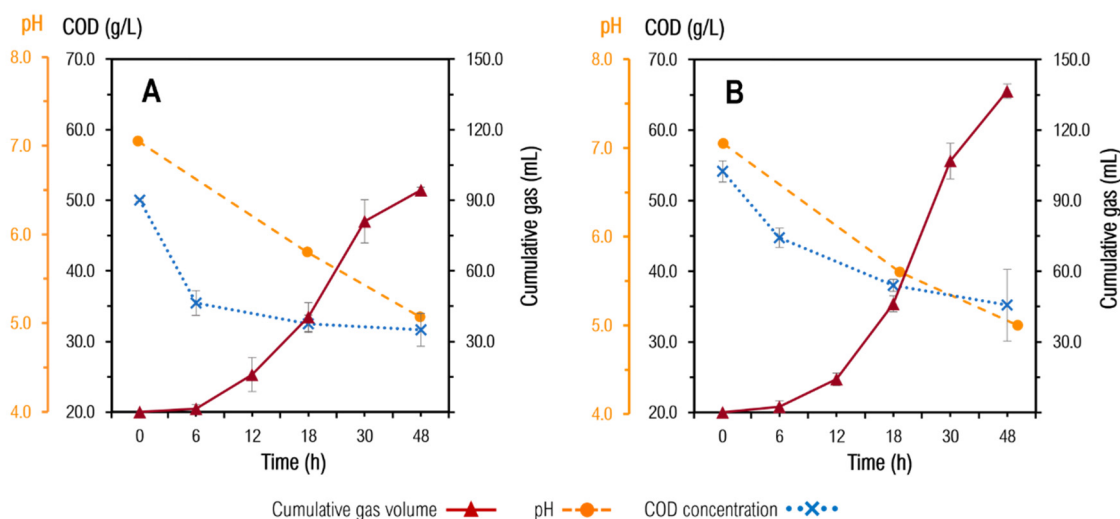 pH COD (g/L)
8.0 70.0 150.0
A
7.0 60.0 120.0
50.0 90.0
6.0 40.0 60.0
5.0 30.0 30.0
4.0 20.0
Cumulative gas (mL)
0 6 12 18 30 48
Time (h)
pH COD (g/L)
8.0 70.0 150.0
B
7.0 60.0 120.0
50.0 90.0
6.0 40.0 60.0
5.0 30.0 30.0
4.0 20.0
Cumulative gas (mL)
0 6 12 18 30 48
Time (h)
Cumulative gas volume pH COD concentration